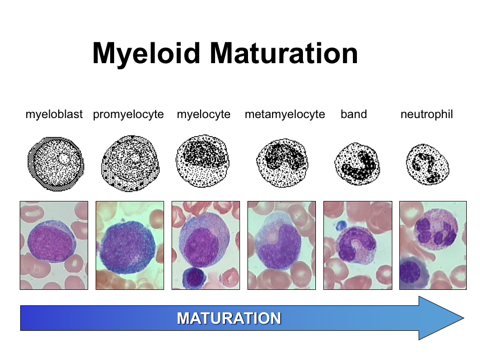 Myeloid Maturation
myeloblast promyelocyte myelocyte metamyelocyte band neutrophil
MATURATION